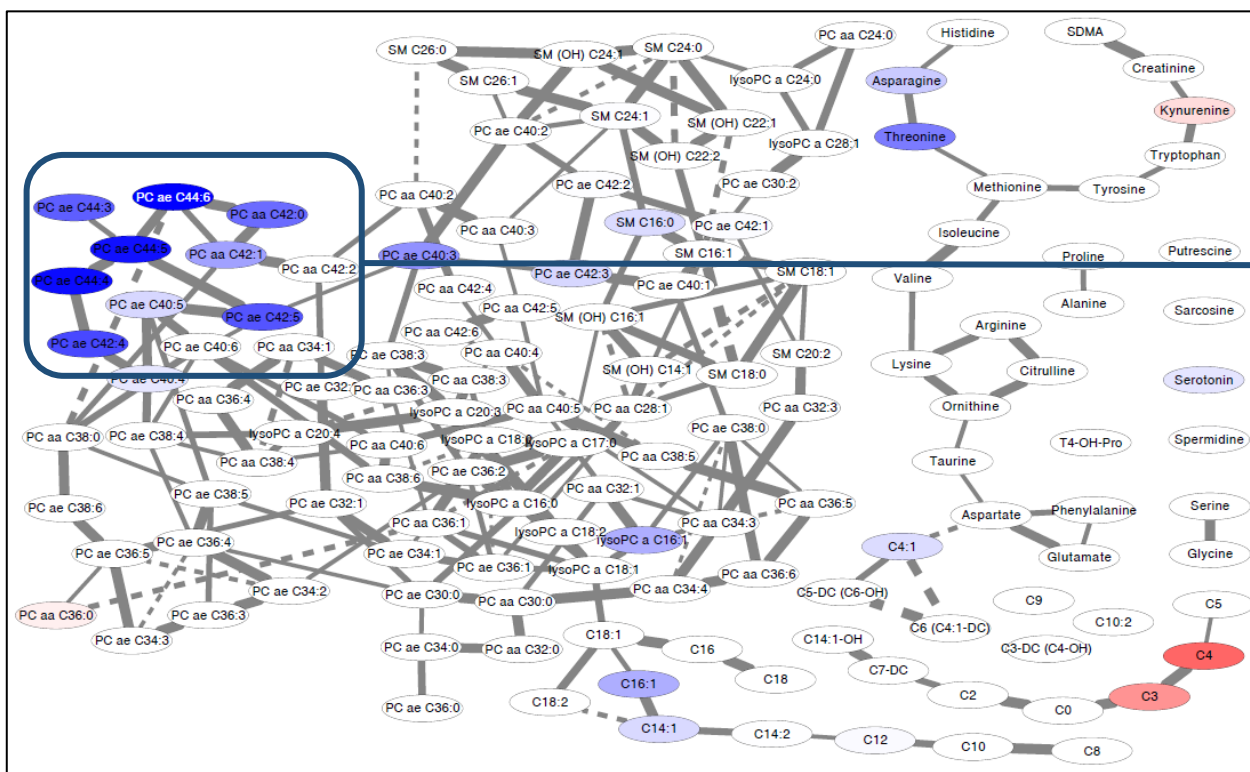 PC aa C24:0
Histidine
SDMA
SM C26:0
SM (OH) C24:1
SM C24:0
SM C26:1
lysoPC a C24:0
Asparagine
Creatinine
SM C24:1
SM (OH) C22:1
Kynurenine
PC ae C40:2
lysoPC a C28:1
Threonine
SM (OH) C22:2
Tryptophan
PC ae C44:6
PC aa C40:2
PC ae C42:2
PC ae C30:2
Methionine
Tyrosine
PC ae C44:3
PC aa C42:0
SM C16:0
PC ae C42:1
PC aa C40:3
Isoleucine
PC ae C44:5
PC aa C42:1
PC ae C40:3
SM C16:1
Proline
Putrescine
PC aa C42:2
PC ae C42:3
SM C18:1
PC ae C44:4
PC aa C42:4
PC ae C40:1
Valine
PC ae C40:5
PC aa C42:5
Alanine
Sarcosine
PC ae C42:5
SM (OH) C16:1
Arginine
PC aa C42:6
PC ae C42:4
PC ae C40:6
PC aa C34:1
PC ae C38:3
PC aa C40:4
SM C20:2
Lysine
Citrulline
PC ae C40:4
PC aa C38:3
SM (OH) C14:1
SM C18:0
Serotonin
PC aa C36:4
PC aa C36:3
PC aa C40:5
PC aa C28:1
PC aa C32:3
Ornithine
lysoPC a C20:3
PC ae C38:0
PC aa C38:0
PC ae C38:4
lysoPC a C20:4
PC aa C40:6
lysoPC a C17:0
T4-OH-Pro
Spermidine
PC aa C38:4
PC aa C38:5
Taurine
PC aa C38:6
PC ae C36:2
PC ae C38:5
PC aa C32:1
PC ae C38:6
PC ae C32:1
lysoPC a C16:0
PC aa C36:5
Aspartate
Phenylalanine
Serine
PC aa C36:1
PC aa C34:3
PC ae C36:4
lysoPC a C18:2
lysoPC a C16:1
C4:1
PC ae C36:5
PC ae C34:1
PC ae C36:1
lysoPC a C18:1
PC aa C36:6
Glutamate
Glycine
PC ae C34:2
PC ae C30:0
PC aa C30:0
PC aa C34:4
C5-DC (C6-OH)
PC aa C36:0
PC ae C36:3
C9
C5
PC ae C34:3
C18:1
C6 (C4:1-DC)
C10:2
PC ae C34:0
PC aa C32:0
C16
C14:1-OH
C3-DC (C4-OH)
C4
C18
C7-DC
C16:1
C2
C3
PC ae C36:0
C18:2
C0
C14:1
C14:2
C12
C10
C8